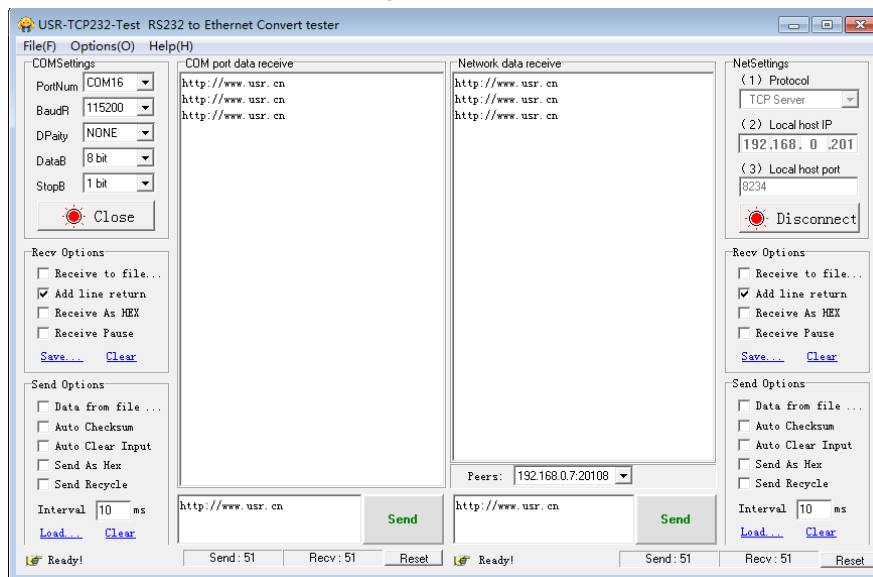 USR-TCP232-Test RS232 to Ethernet Convert tester
File(F) Options(O) Help(H)
COMSettings
PortNum COM16
BaudR 115200
DPaity NONE
DataB 8 bit
StopB 1 bit
Close
Recv Options
Receive to file...
Add line return
Receive As HEX
Receive Pause
Save... Clear
Send Options
Data from file ...
Auto Checksum
Auto Clear Input
Send As Hex
Send Recycle
Interval 10 ms
Load... Clear
Ready!
COM port data receive
http://www.usr.cn
http://www.usr.cn
http://www.usr.cn
http://www.usr.cn
Send
Send : 51 Recv : 51 Reset
Network data receive
http://www.usr.cn
http://www.usr.cn
http://www.usr.cn
Peers: 192.168.0.7:20108
http://www.usr.cn
Send
Ready! Send : 51 Recv : 51 Reset
NetSettings
(1) Protocol
TCP Server
(2) Local host IP
192.168. 0 .201
(3) Local host port
8234
Disconnect
Recv Options
Receive to file...
Add line return
Receive As HEX
Receive Pause
Save... Clear
Send Options
Data from file ...
Auto Checksum
Auto Clear Input
Send As Hex
Send Recycle
Interval 10 ms
Load... Clear